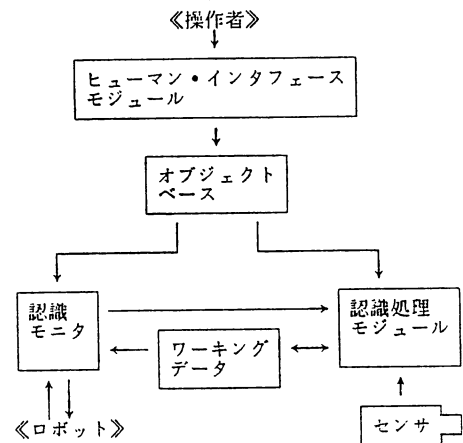 《操作者》
ヒューマン・インタフェース
モジュール
オブジェクト
ベース
認識
モニタ
認識処理
モジュール
ワーキング
データ
《ロボット》
センサ